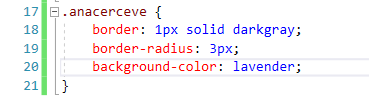 17 .anacerceve {
18 border: 1px solid darkgray;
19 border-radius: 3px;
20 background-color: lavender;
21 }